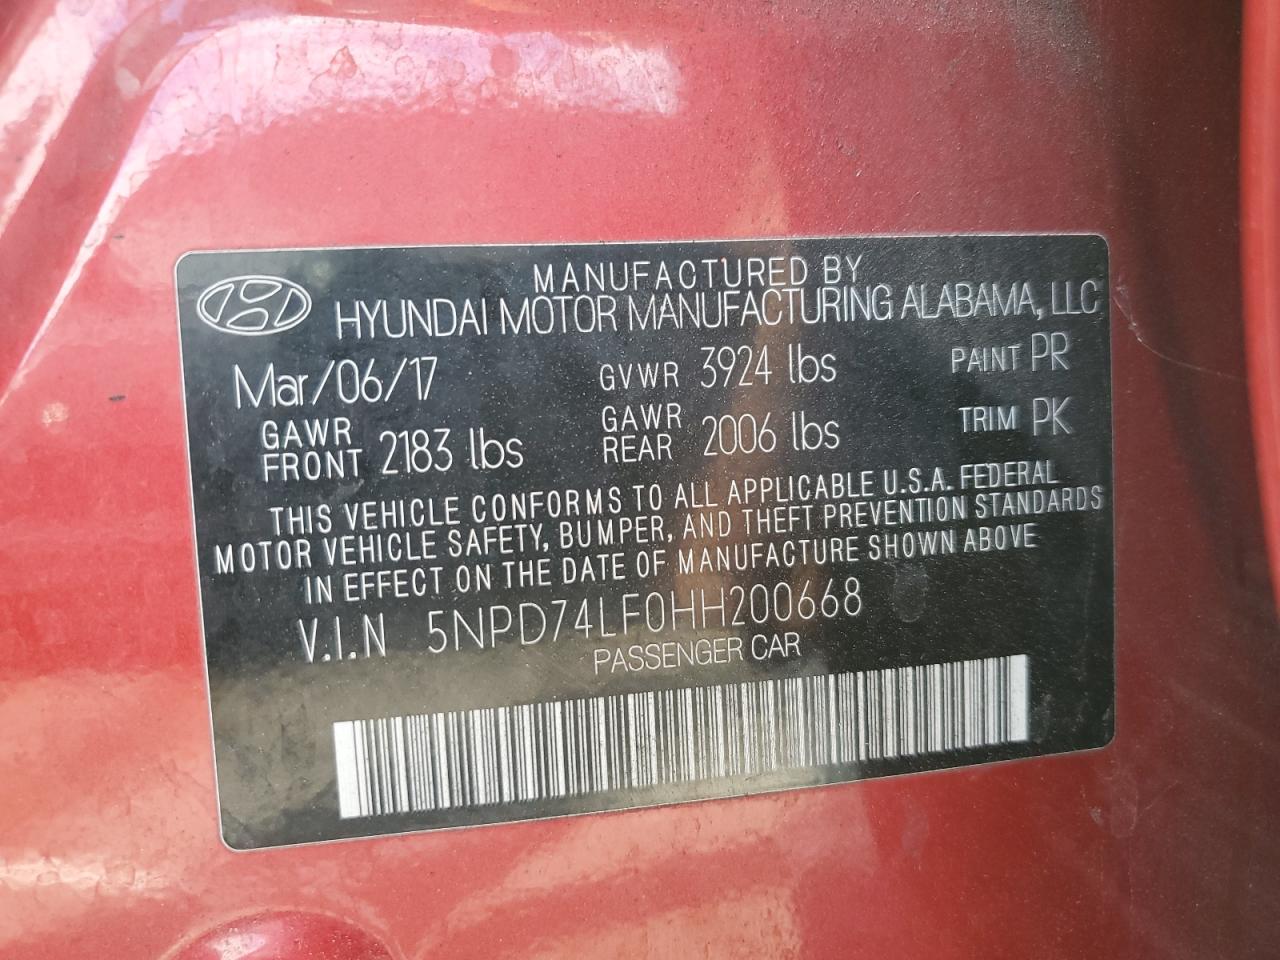 MANUFACTURED BY
HYUNDAI MOTOR MANUFACTURING ALABAMA, LLC
Mar/06/17 GVWR 3924 lbs PAINT PR
GAWR FRONT 2183 lbs GAWR REAR 2006 lbs TRIM PK
THIS VEHICLE CONFORMS TO ALL APPLICABLE U.S.A. FEDERAL
MOTOR VEHICLE SAFETY, BUMPER, AND THEFT PREVENTION STANDARDS
IN EFFECT ON THE DATE OF MANUFACTURE SHOWN ABOVE
V.I.N 5NPD74LF0HH200668
PASSENGER CAR